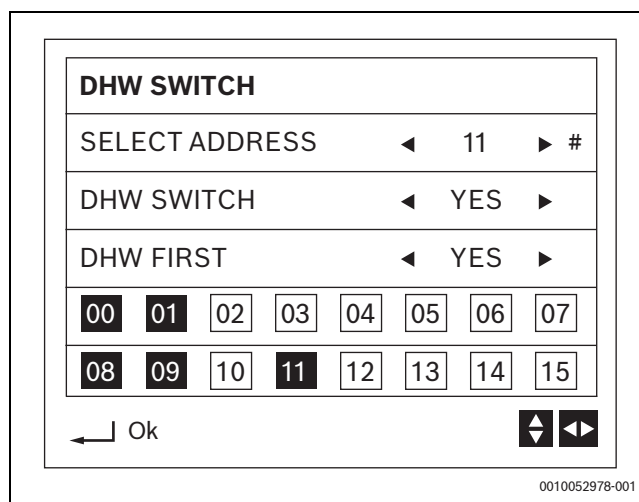 DHW SWITCH
SELECT ADDRESS ◄ 11 ► #
DHW SWITCH ◄ YES ►
DHW FIRST ◄ YES ►
00 01 02 03 04 05 06 07
08 09 10 11 12 13 14 15
Ok
0010052978-001